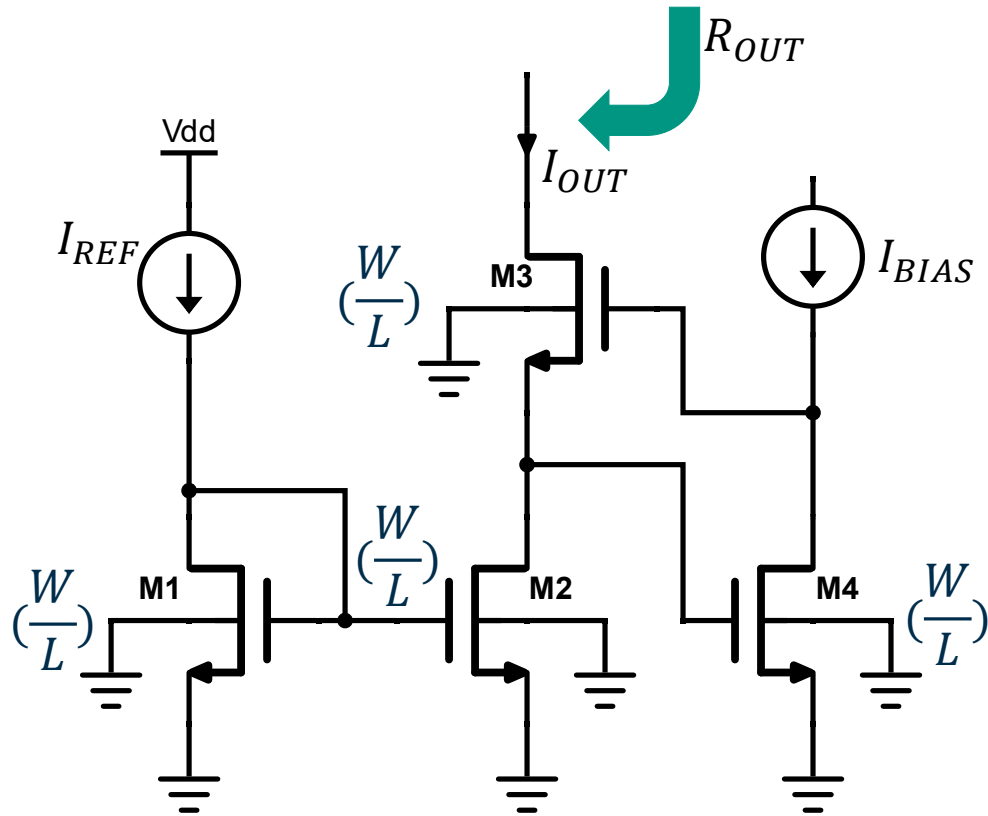 R_OUT
Vdd
I_OUT
I_REF
I_BIAS
M3
(W/L)
(W/L)
M1
M2
M4
(W/L)
(W/L)